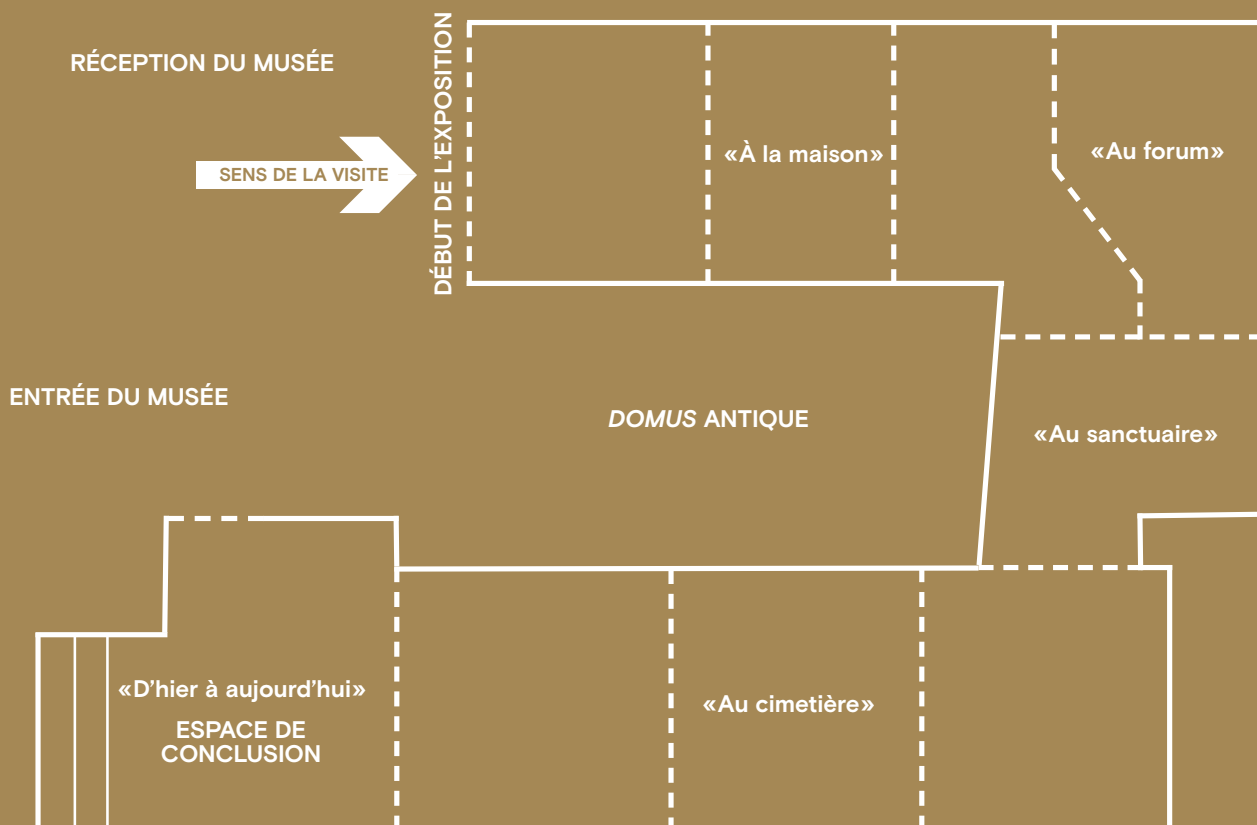 RÉCEPTION DU MUSÉE
SENS DE LA VISITE
DÉBUT DE L'EXPOSITION
«À la maison»
«Au forum»
ENTRÉE DU MUSÉE
DOMUS ANTIQUE
«Au sanctuaire»
«D'hier à aujourd'hui»
ESPACE DE
CONCLUSION
«Au cimetière»